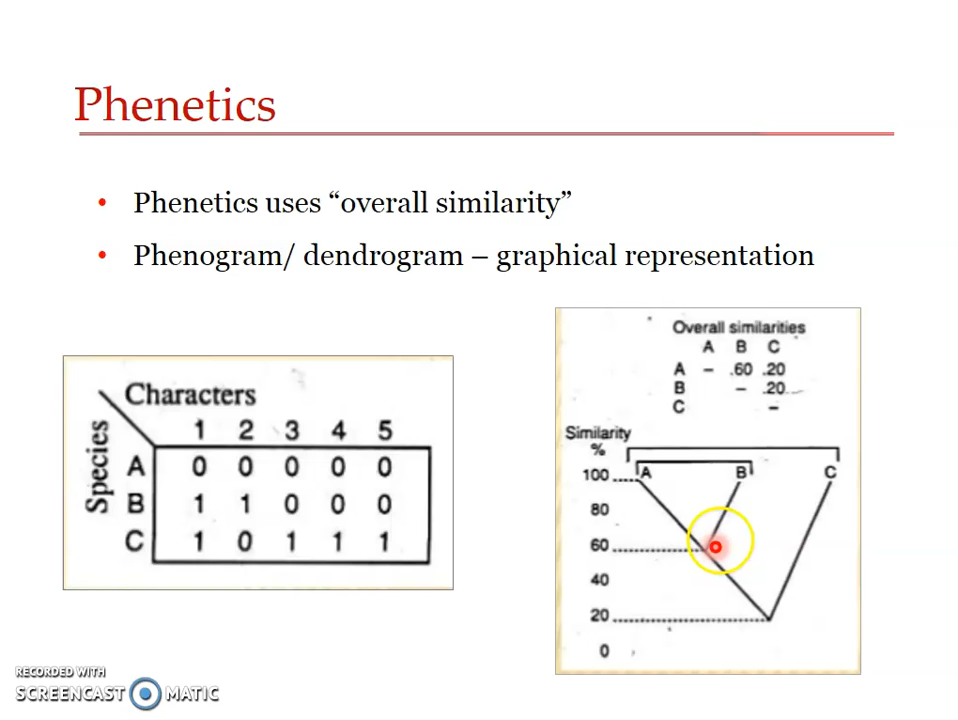 Phenetics
• Phenetics uses “overall similarity”
• Phenogram/ dendrogram – graphical representation
Characters
Species
1 2 3 4 5
A 0 0 0 0 0
B 1 1 0 0 0
C 1 0 1 1 1
Overall similarities
A B C
A – .60 .20
B – .20
C –
Similarity
%
100 A B C
80
60
40
20
0
RECORDED WITH
SCREENCAST MATIC